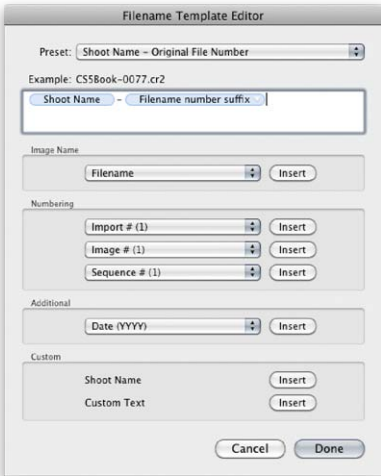 Filename Template Editor
Preset: Shoot Name - Original File Number
Example: CS5Book-0077.cr2
Shoot Name - Filename number suffix
Image Name
Filename Insert
Numbering
Import # (1) Insert
Image # (1) Insert
Sequence # (1) Insert
Additional
Date (YYYY) Insert
Custom
Shoot Name Insert
Custom Text Insert
Cancel Done